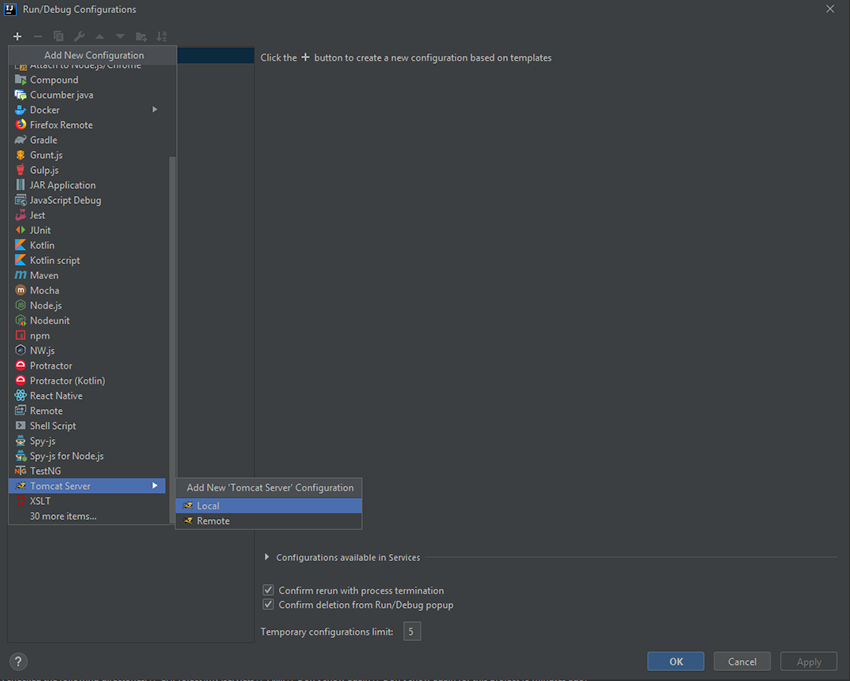 Run/Debug Configurations
Add New Configuration
Click the + button to create a new configuration based on templates
Attach to Node.js/Chrome
Compound
Cucumber java
Docker
Firefox Remote
Gradle
Grunt.js
Gulp.js
JAR Application
JavaScript Debug
Jest
JUnit
Kotlin
Kotlin script
Maven
Mocha
Node.js
Nodeunit
npm
NW.js
Protractor
Protractor (Kotlin)
React Native
Remote
Shell Script
Spy-js
Spy-js for Node.js
TestNG
Tomcat Server
XSLT
30 more items...
Add New 'Tomcat Server' Configuration
Local
Remote
Configurations available in Services
Confirm rerun with process termination
Confirm deletion from Run/Debug popup
Temporary configurations limit: 5
? OK Cancel Apply